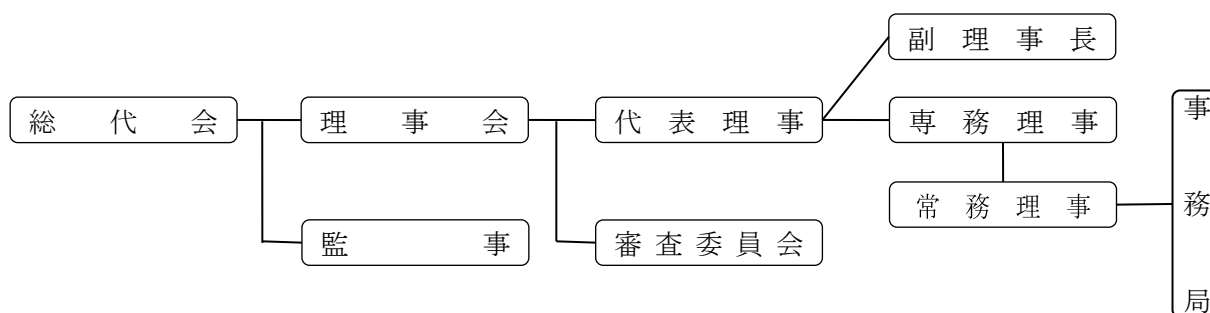 総代会
理事会
監事
代表理事
審査委員会
副理事長
専務理事
常務理事
事務局